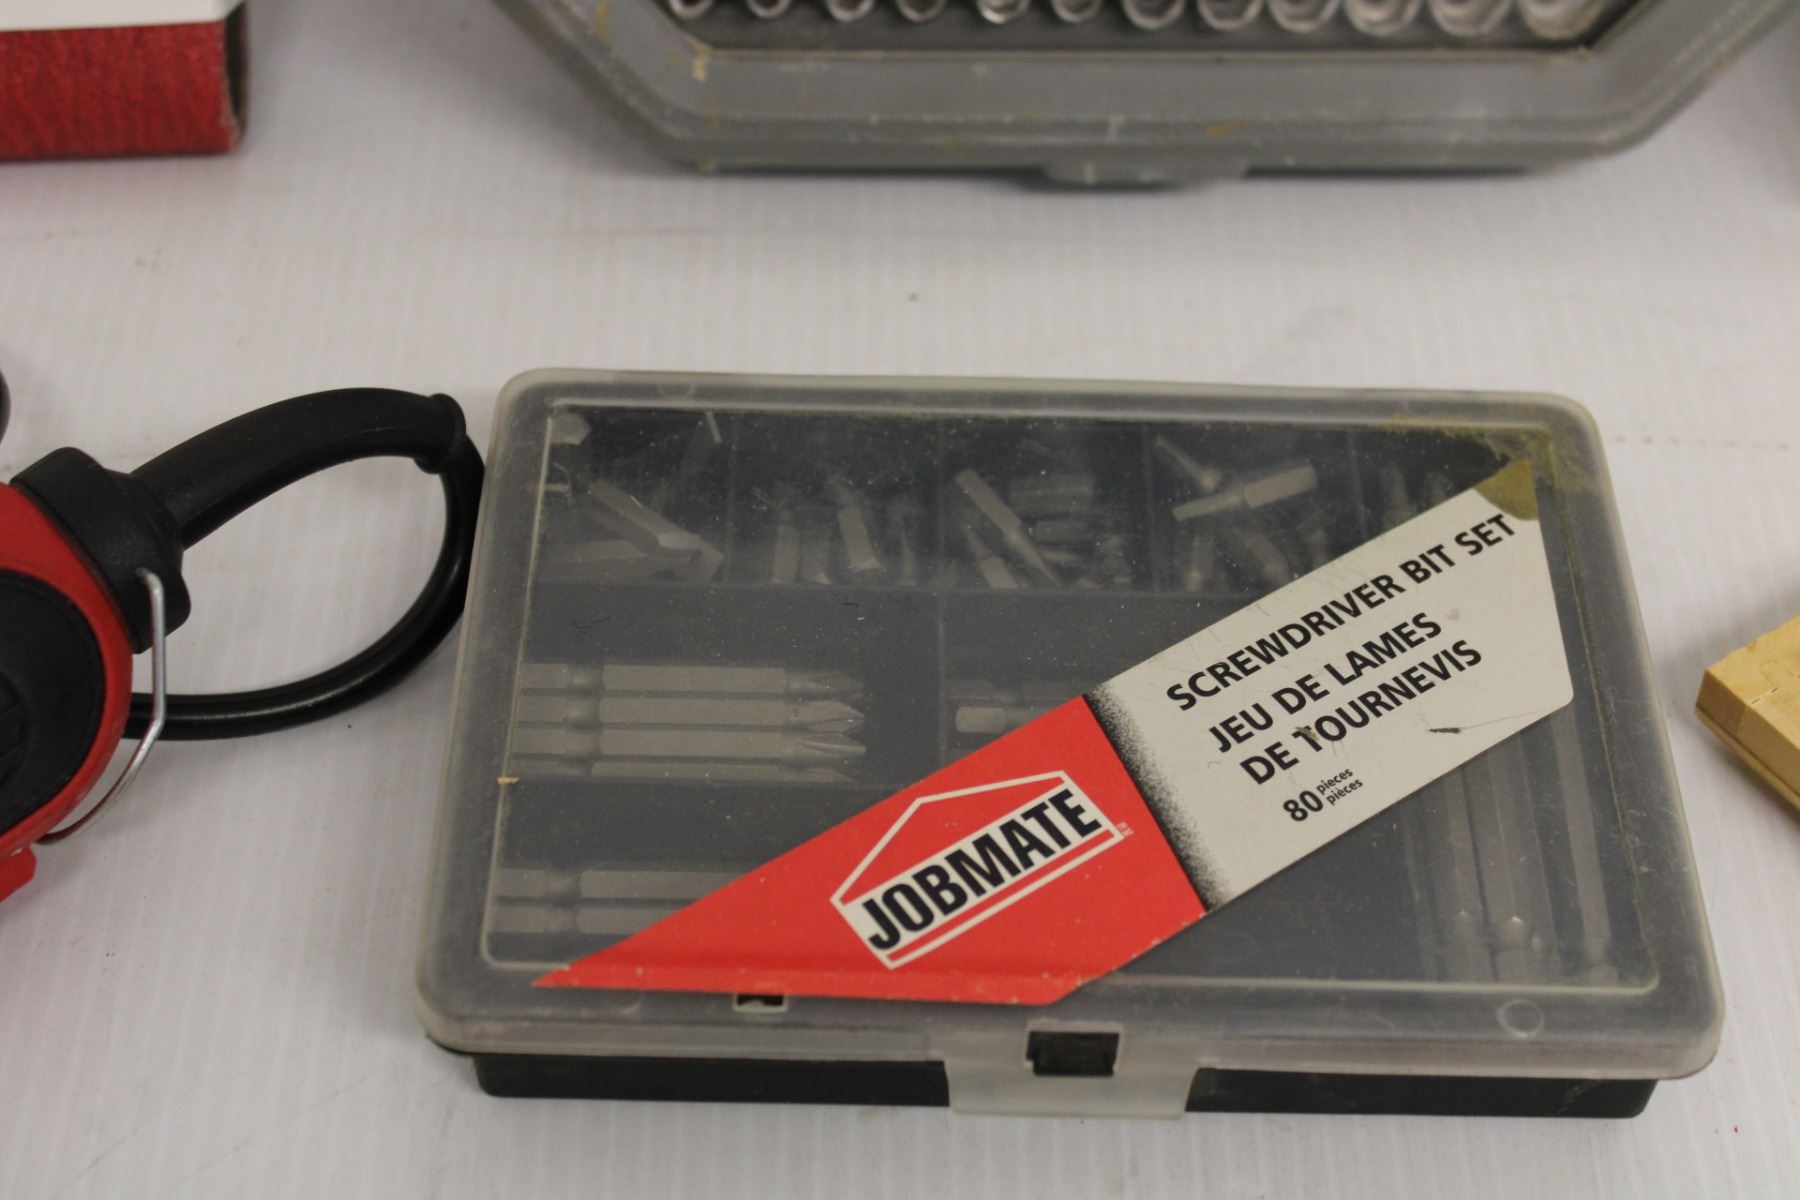 SCREWDRIVER BIT SET
JEU DE LAMES
DE TOURNEVIS
80 pieces
pièces
JOBMATE